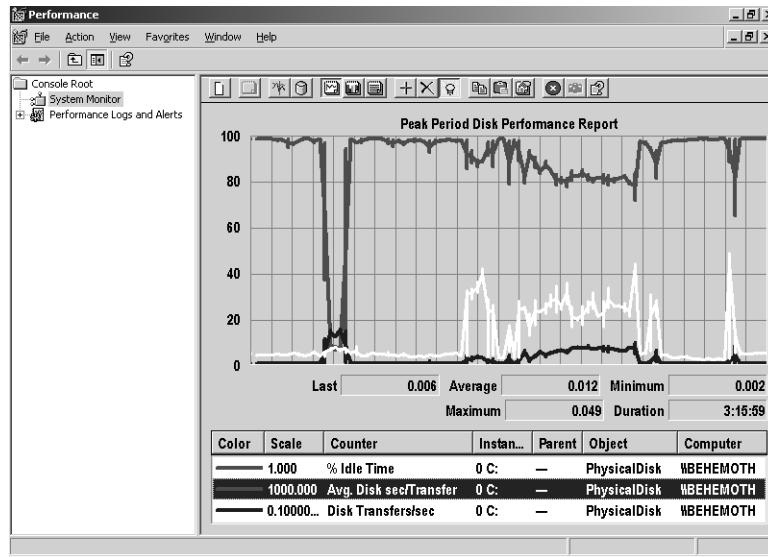 Performance
File Action View Favorites Window Help
Console Root
System Monitor
Performance Logs and Alerts
Peak Period Disk Performance Report
100
80
60
40
20
0
Last 0.006 Average 0.012 Minimum 0.002
Maximum 0.049 Duration 3:15:59
Color Scale Counter Instan... Parent Object Computer
1.000 % Idle Time 0 C: — PhysicalDisk \\BEHEMOTH
1000.000 Avg. Disk sec/Transfer 0 C: — PhysicalDisk \\BEHEMOTH
0.10000... Disk Transfers/sec 0 C: — PhysicalDisk \\BEHEMOTH